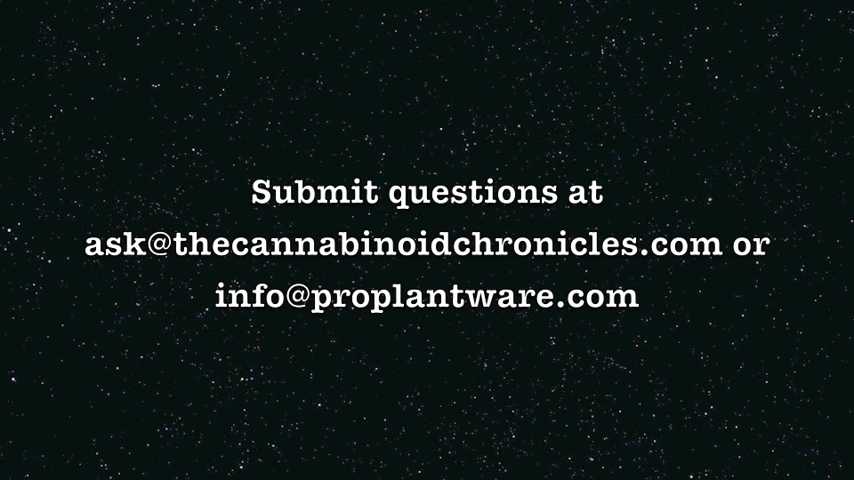 Submit questions at
ask@thecannabinoidchronicles.com or
info@proplantware.com